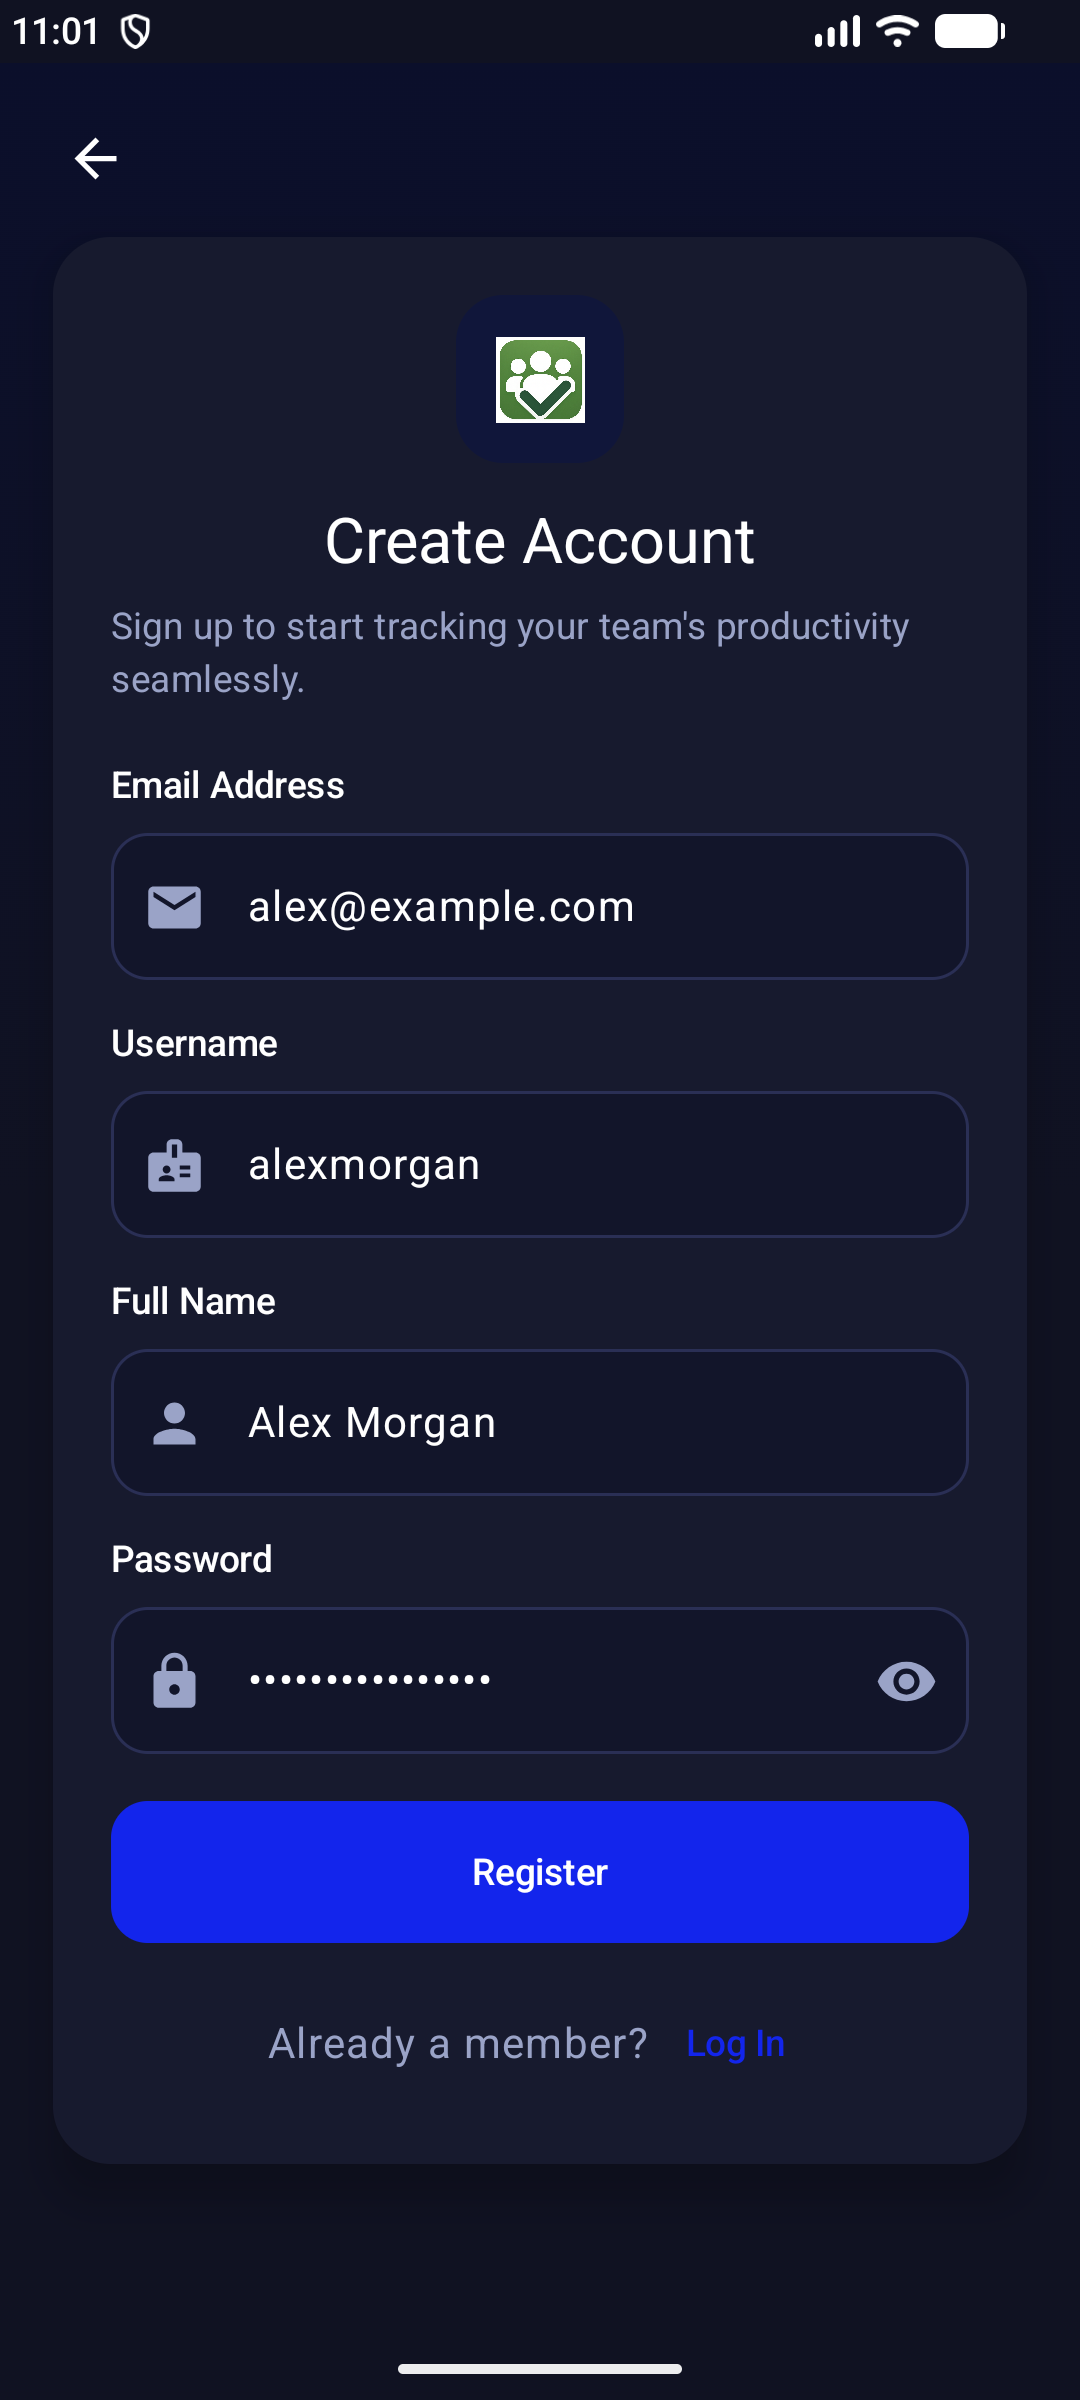 11:01
Create Account
Sign up to start tracking your team's productivity
seamlessly.
Email Address
alex@example.com
Username
alexmorgan
Full Name
Alex Morgan
Password
••••••••••••••••
Register
Already a member? Log In